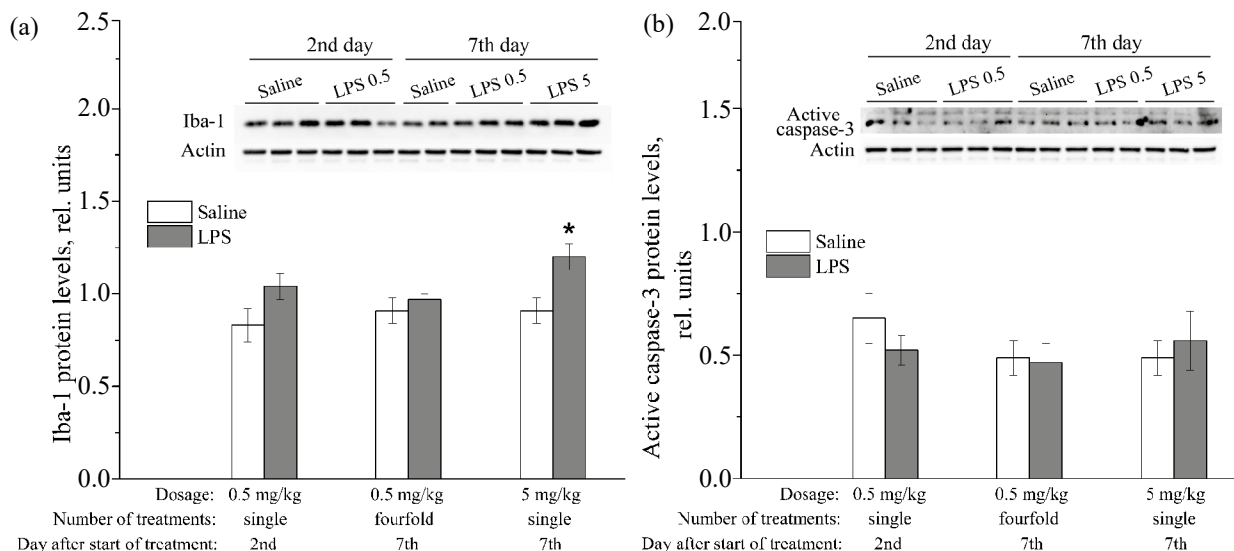 (a)
2.5
2.0
1.5
1.0
0.5
0.0
Iba-1 protein levels, rel. units
2nd day 7th day
Saline LPS 0.5 Saline LPS 0.5 LPS 5
Iba-1
Actin
Saline
LPS
*
Dosage: 0.5 mg/kg 0.5 mg/kg 5 mg/kg
Number of treatments: single fourfold single
Day after start of treatment: 2nd 7th 7th
(b)
2.0
1.5
1.0
0.5
0.0
Active caspase-3 protein levels,
rel. units
2nd day 7th day
Saline LPS 0.5 Saline LPS 0.5 LPS 5
Active
caspase-3
Actin
Saline
LPS
Dosage: 0.5 mg/kg 0.5 mg/kg 5 mg/kg
Number of treatments: single fourfold single
Day after start of treatment: 2nd 7th 7th